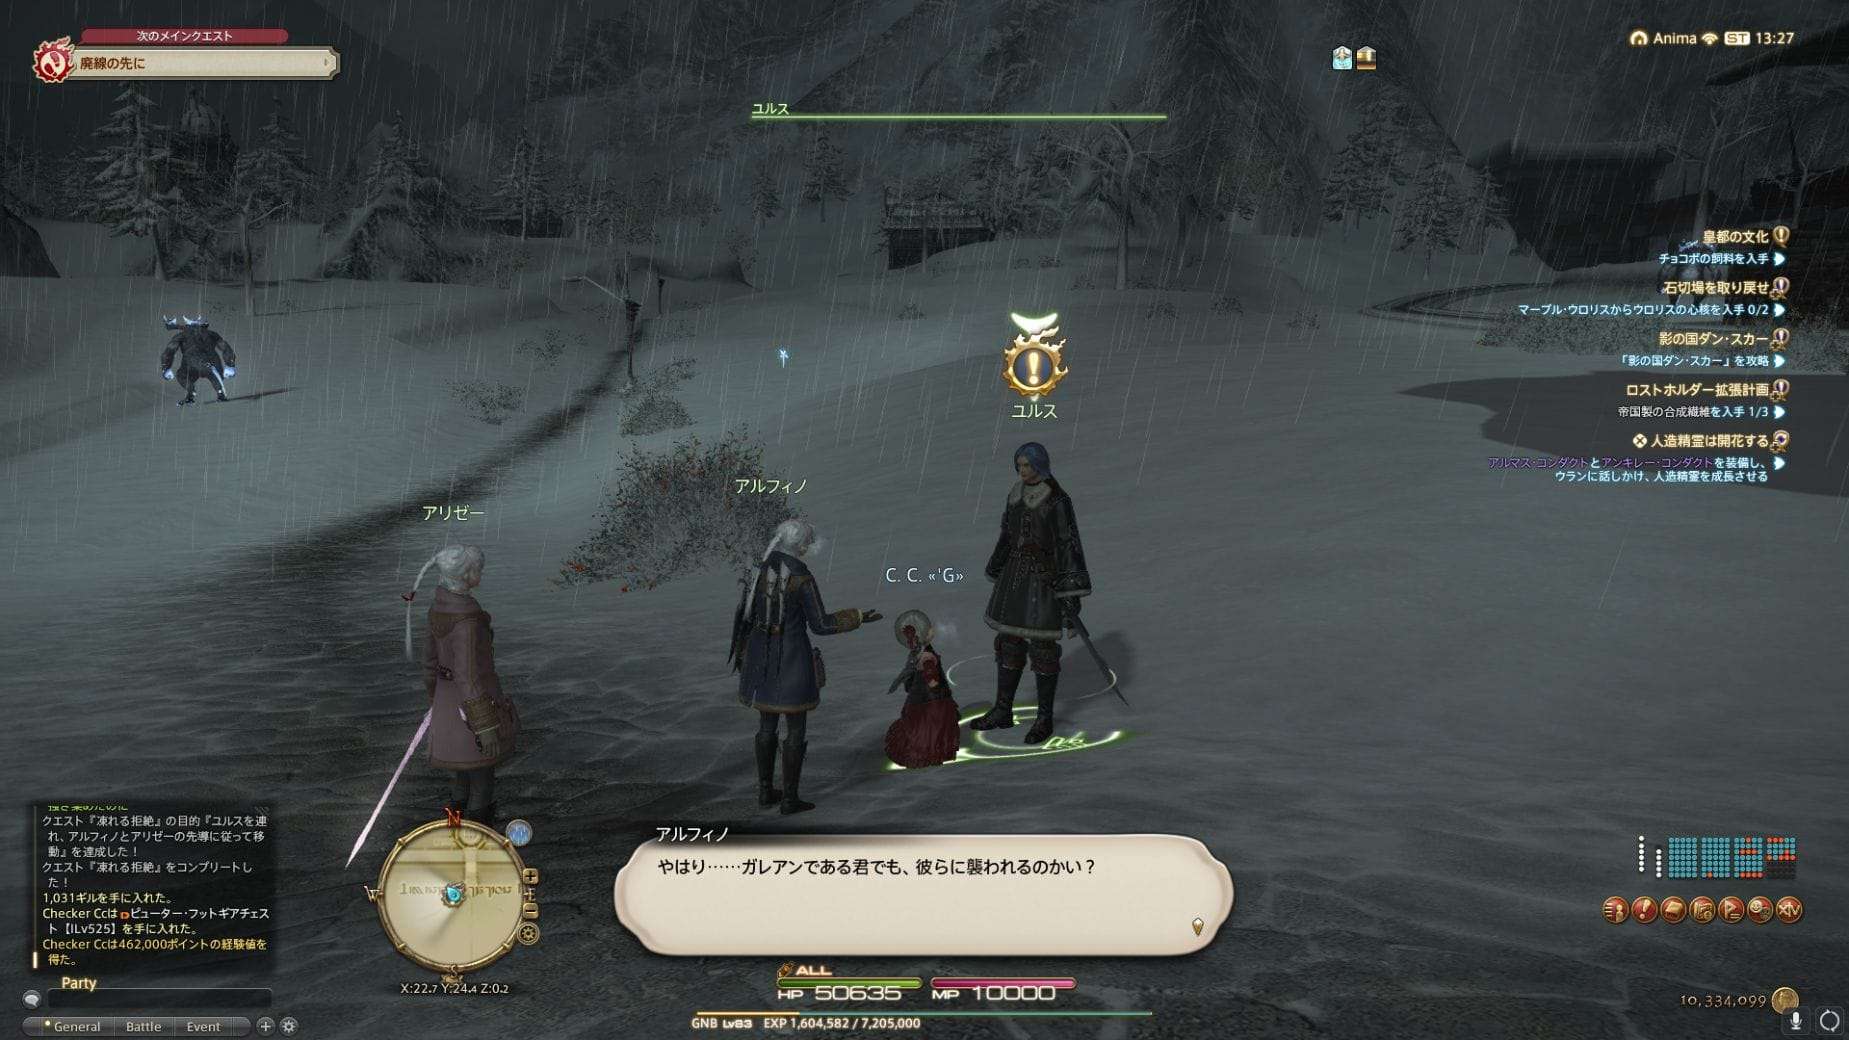 次のメインクエスト
廃線の先に
Anima ST 13:27
ユルス
皇都の文化
チョコボの飼料を入手
石切場を取り戻せ
マーブル・ウロリスからウロリスの心核を入手 0/2
影の国ダン・スカー
「影の国ダン・スカー」を攻略
ロストホルダー拡張計画
帝国製の合成繊維を入手 1/3
人造精霊は開花する
アルマス・コンダクトとアンキレー・コンダクトを装備し、
ウランに話しかけ、人造精霊を成長させる
ユルス
アルフィノ
アリゼー
C. C. «'G»
クエスト『凍れる拒絶』の目的『ユルスを連
れ、アルフィノとアリゼーの先導に従って移
動』を達成した！
クエスト『凍れる拒絶』をコンプリートし
た！
1,031ギルを手に入れた。
Checker Ccはピューター・フットギアチェス
ト【ILv525】を手に入れた。
Checker Ccは462,000ポイントの経験値を
得た。
Party
General Battle Event
N
W
E
X:22.7 Y:24.4 Z:0.2
アルフィノ
やはり……ガレアンである君でも、彼らに襲われるのかい？
ALL
HP 50635 MP 10000
GNB Lv83 EXP 1,604,582 / 7,205,000
XIV
10,334,099